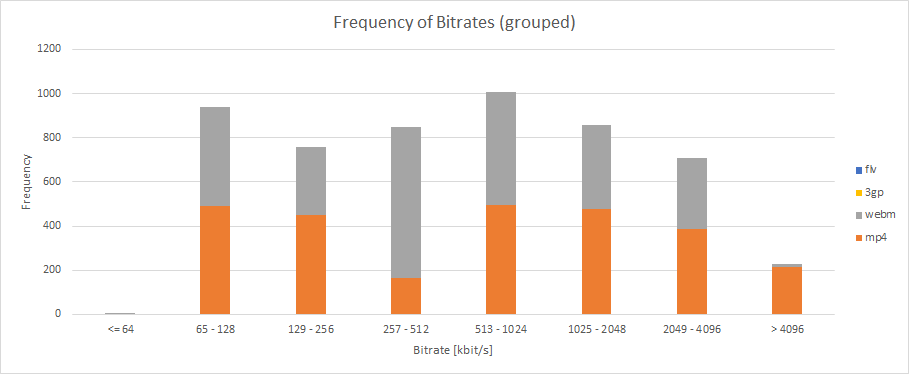 Frequency of Bitrates (grouped)
1200
1000
800
600
400
200
0
Frequency
<= 64
65 - 128
129 - 256
257 - 512
513 - 1024
1025 - 2048
2049 - 4096
> 4096
Bitrate [kbit/s]
flv
3gp
webm
mp4